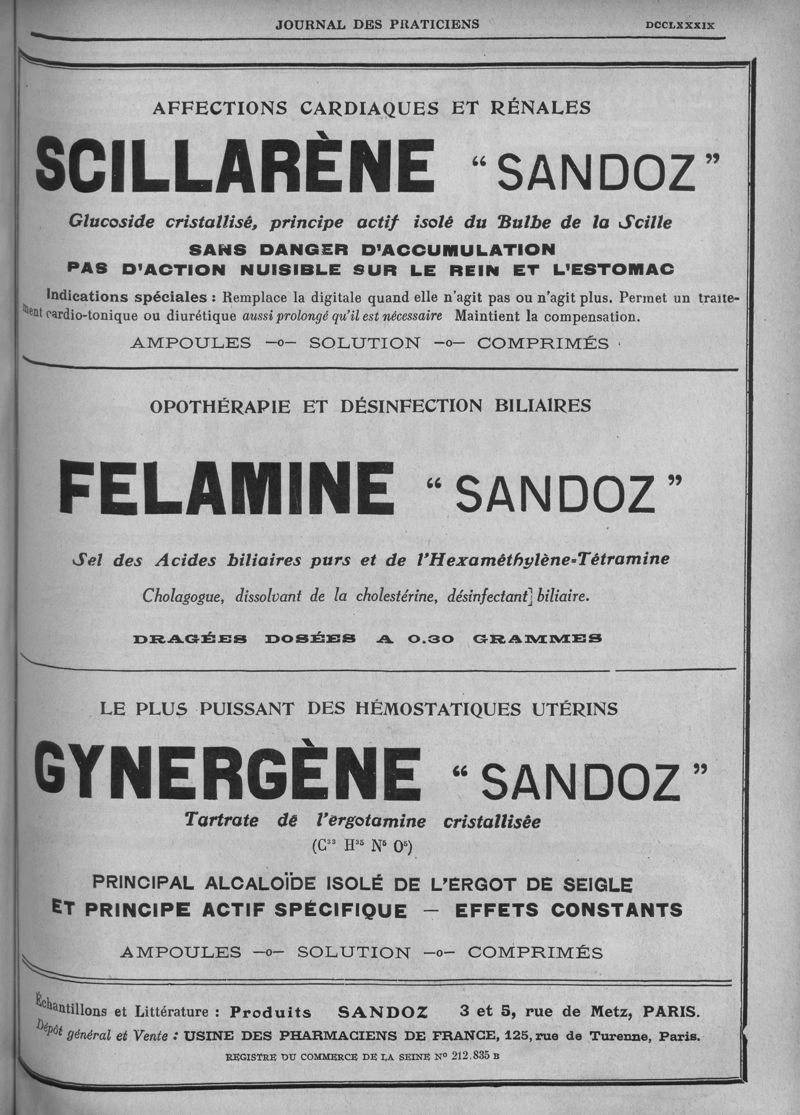 JOURNAL DES PRATICIENS
DCCLXXXIX
AFFECTIONS CARDIAQUES ET RÉNALES
SCILLARÈNE “SANDOZ”
Glucoside cristallisé, principe actif isolé du Bulbe de la Scille
SANS DANGER D'ACCUMULATION
PAS D'ACTION NUISIBLE SUR LE REIN ET L'ESTOMAC
Indications spéciales : Remplace la digitale quand elle n'agit pas ou n'agit plus. Permet un traite-
ment cardio-tonique ou diurétique aussi prolongé qu'il est nécessaire Maintient la compensation.
AMPOULES —o— SOLUTION —o— COMPRIMÉS
OPOTHÉRAPIE ET DÉSINFECTION BILIAIRES
FELAMINE “SANDOZ”
Sel des Acides biliaires purs et de l'Hexaméthylène-Tétramine
Cholagogue, dissolvant de la cholestérine, désinfectant] biliaire.
DRAGÉES DOSÉES A 0.30 GRAMMES
LE PLUS PUISSANT DES HÉMOSTATIQUES UTÉRINS
GYNERGÈNE “SANDOZ”
Tartrate dé l'ergotamine cristallisée
(C³³ H³⁵ N⁵ O⁵)
PRINCIPAL ALCALOÏDE ISOLÉ DE L'ERGOT DE SEIGLE
ET PRINCIPE ACTIF SPÉCIFIQUE — EFFETS CONSTANTS
AMPOULES —o— SOLUTION —o— COMPRIMÉS
Échantillons et Littérature : Produits SANDOZ 3 et 5, rue de Metz, PARIS.
Dépôt général et Vente : USINE DES PHARMACIENS DE FRANCE, 125, rue de Turenne, Paris.
REGISTRE DU COMMERCE DE LA SEINE Nº 212.835 B